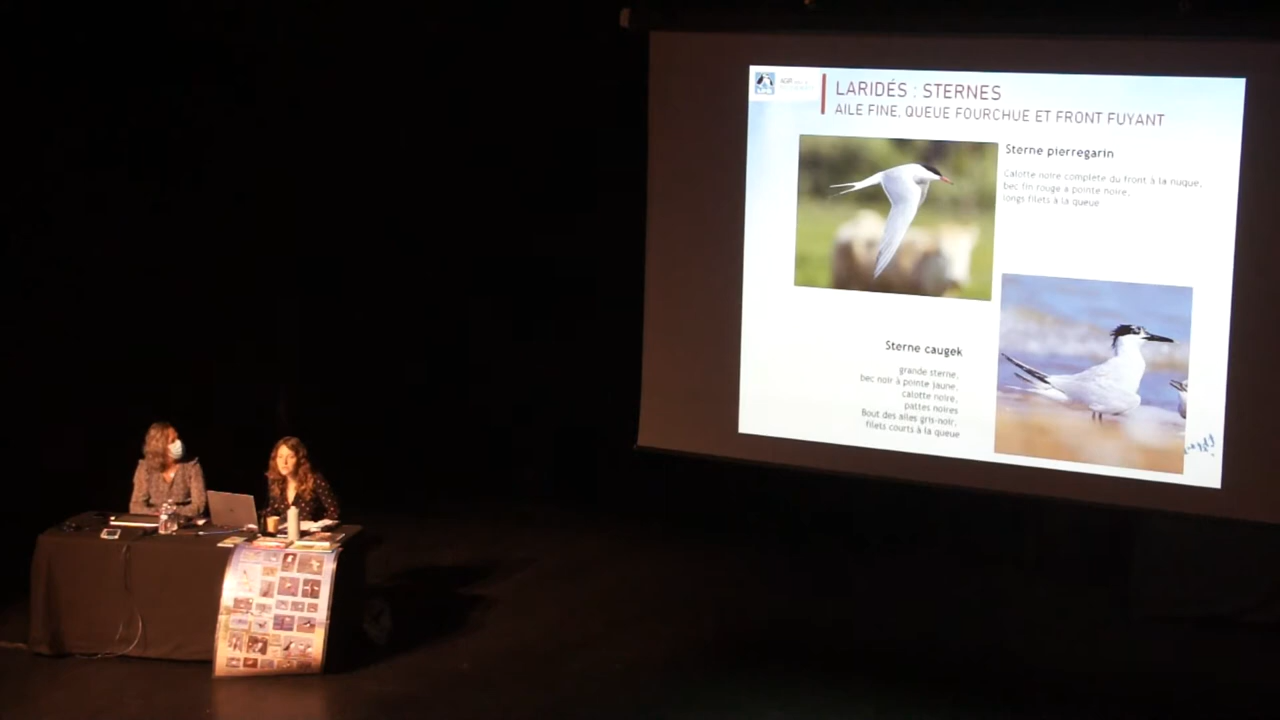 LARIDÉS : STERNES
AILE FINE, QUEUE FOURCHUE ET FRONT FUYANT
Sterne pierregarin
Calotte noire complète du front à la nuque,
bec fin rouge à pointe noire,
longs filets à la queue
Sterne caugek
grande sterne,
bec noir à pointe jaune,
calotte noire,
pattes noires
Bout des ailes gris-noir,
filets courts à la queue